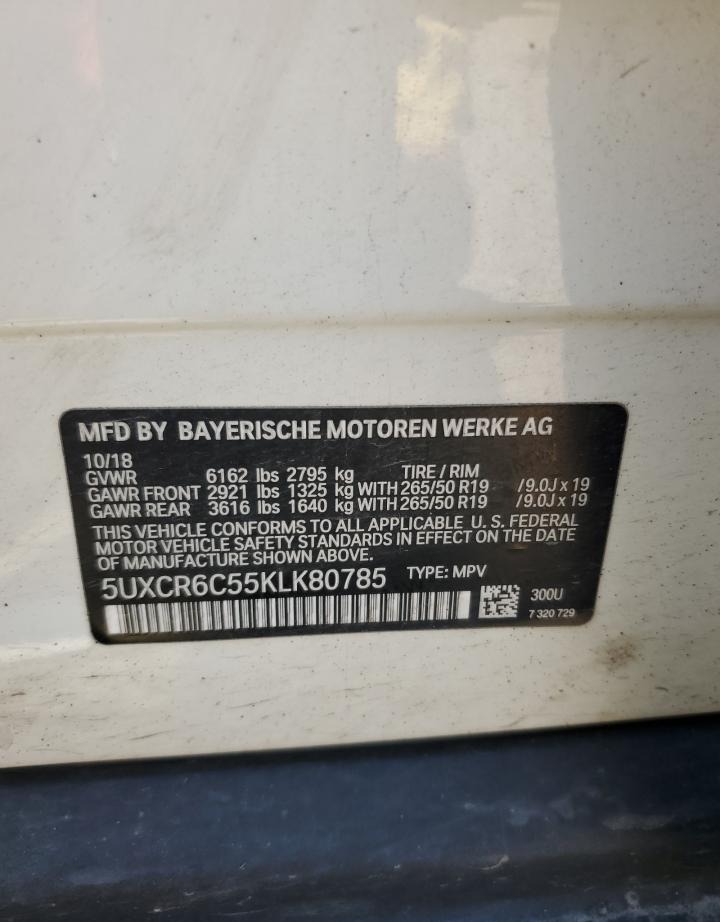 MFD BY BAYERISCHE MOTOREN WERKE AG
10/18
GVWR 6162 lbs 2795 kg TIRE / RIM
GAWR FRONT 2921 lbs 1325 kg WITH 265/50 R19 /9.0J x 19
GAWR REAR 3616 lbs 1640 kg WITH 265/50 R19 /9.0J x 19
THIS VEHICLE CONFORMS TO ALL APPLICABLE U. S. FEDERAL
MOTOR VEHICLE SAFETY STANDARDS IN EFFECT ON THE DATE
OF MANUFACTURE SHOWN ABOVE.
5UXCR6C55KLK80785 TYPE: MPV
300U
7 320 729